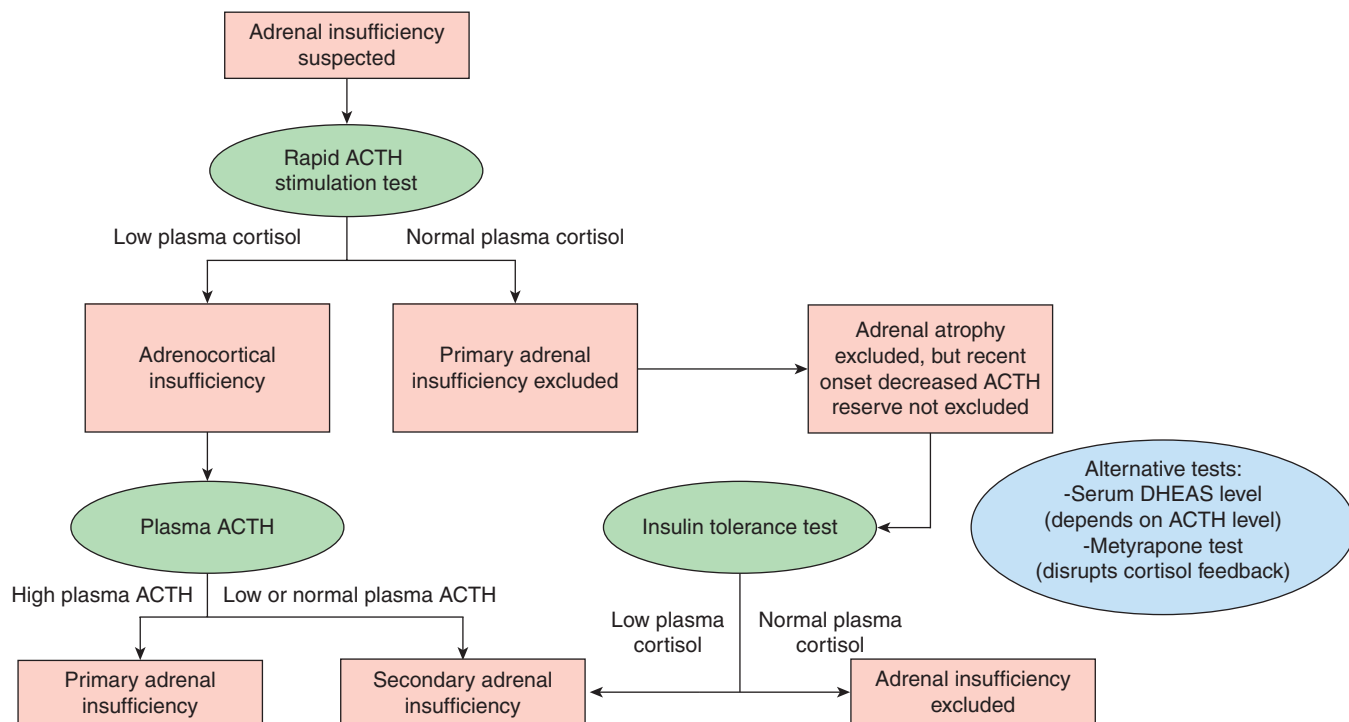 Adrenal insufficiency
suspected
Rapid ACTH
stimulation test
Low plasma cortisol
Normal plasma cortisol
Adrenocortical
insufficiency
Primary adrenal
insufficiency excluded
Adrenal atrophy
excluded, but recent
onset decreased ACTH
reserve not excluded
Plasma ACTH
Insulin tolerance test
Alternative tests:
-Serum DHEAS level
(depends on ACTH level)
-Metyrapone test
(disrupts cortisol feedback)
High plasma ACTH
Low or normal plasma ACTH
Low plasma
cortisol
Normal plasma
cortisol
Primary adrenal
insufficiency
Secondary adrenal
insufficiency
Adrenal insufficiency
excluded